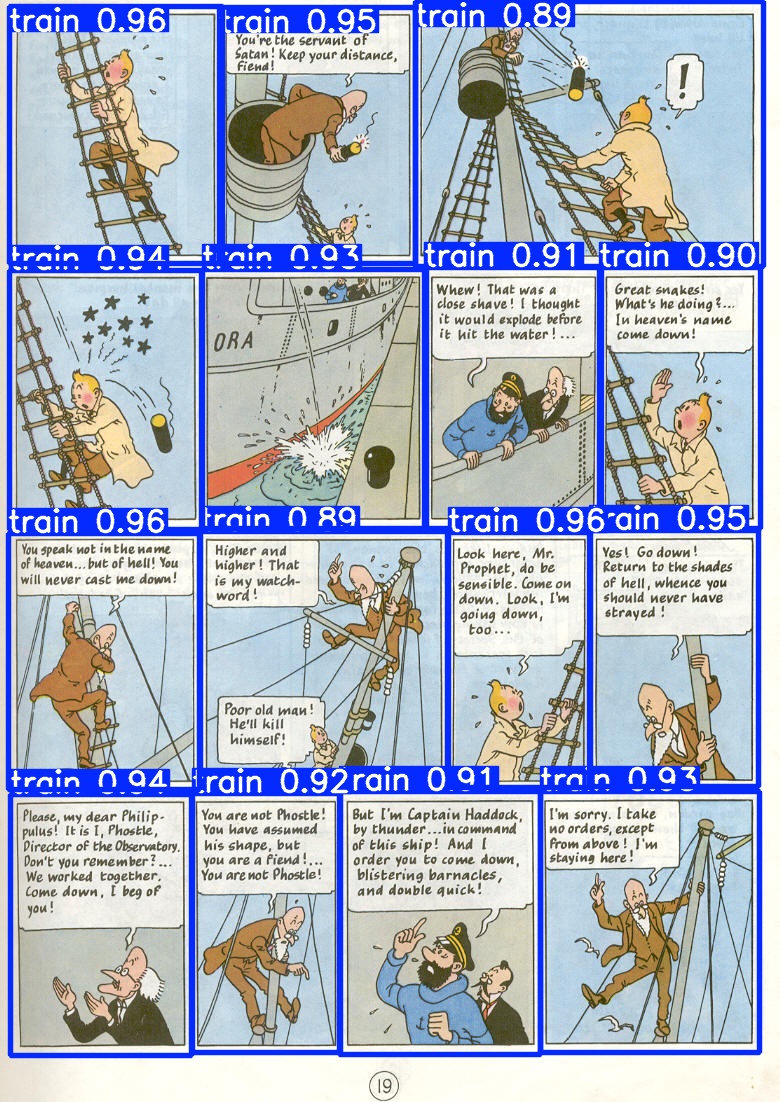 train 0.96
train 0.95
train 0.89
You're the servant of
Satan! Keep your distance,
fiend!
!
train 0.94
train 0.93
train 0.91
train 0.90
ORA
Whew! That was a
close shave! I thought
it would explode before
it hit the water!...
Great snakes!
What's he doing?...
In heaven's name
come down!
train 0.96
train 0.89
train 0.96
rain 0.95
You speak not in the name
of heaven...but of hell! You
will never cast me down!
Higher and
higher! That
is my watch-
word!
Poor old man!
He'll kill
himself!
Look here, Mr.
Prophet, do be
sensible. Come on
down. Look, I'm
going down,
too...
Yes! Go down!
Return to the shades
of hell, whence you
should never have
strayed!
train 0.94
train 0.92
rain 0.91
train 0.93
Please, my dear Philip-
pulus! It is I, Phostle,
Director of the Observatory.
Don't you remember?...
We worked together.
Come down, I beg of
you!
You are not Phostle!
You have assumed
his shape, but
you are a fiend!...
You are not Phostle!
But I'm Captain Haddock,
by thunder...in command
of this ship! And I
order you to come down,
blistering barnacles,
and double quick!
I'm sorry. I take
no orders, except
from above! I'm
staying here!
19